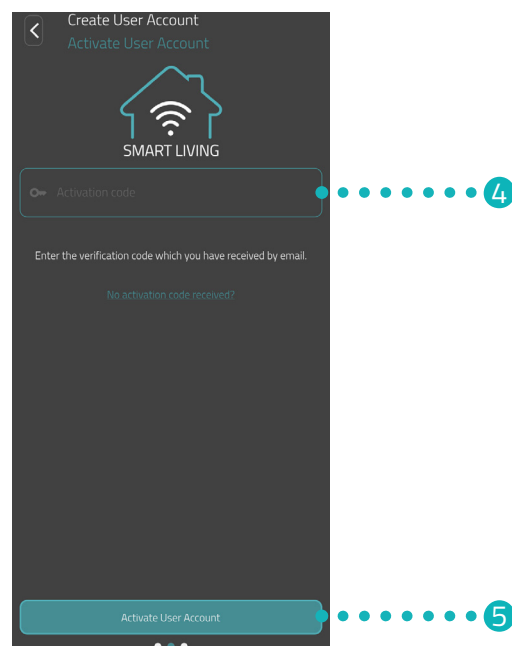 Create User Account
Activate User Account
SMART LIVING
Activation code
4
Enter the verification code which you have received by email.
No activation code received?
Activate User Account
5